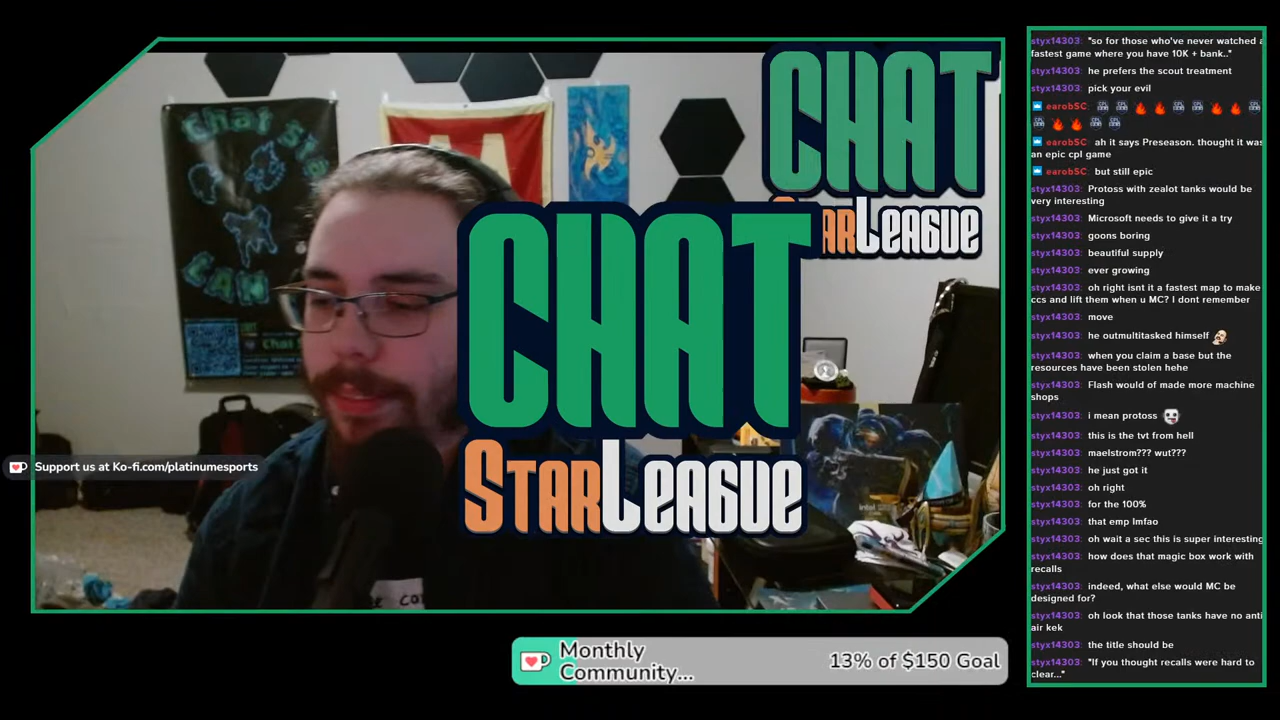 CHAT
STARLEAGUE
CHAT
ARLEAGUE
Chat Sta
CAM
Support us at Ko-fi.com/platinumesports
Monthly
Community...
13% of $150 Goal
styx14303: "so for those who've never watched a
fastest game where you have 10K + bank.."
styx14303: he prefers the scout treatment
styx14303: pick your evil
earobSC:
earobSC: ah it says Preseason. thought it was
an epic cpl game
earobSC: but still epic
styx14303: Protoss with zealot tanks would be
very interesting
styx14303: Microsoft needs to give it a try
styx14303: goons boring
styx14303: beautiful supply
styx14303: ever growing
styx14303: oh right isnt it a fastest map to make
ccs and lift them when u MC? I dont remember
styx14303: move
styx14303: he outmultitasked himself
styx14303: when you claim a base but the
resources have been stolen hehe
styx14303: Flash would of made more machine
shops
styx14303: i mean protoss
styx14303: this is the tvt from hell
styx14303: maelstrom??? wut???
styx14303: he just got it
styx14303: oh right
styx14303: for the 100%
styx14303: that emp lmfao
styx14303: oh wait a sec this is super interesting
styx14303: how does that magic box work with
recalls
styx14303: indeed, what else would MC be
designed for?
styx14303: oh look that those tanks have no anti
air kek
styx14303: the title should be
styx14303: "If you thought recalls were hard to
clear..."